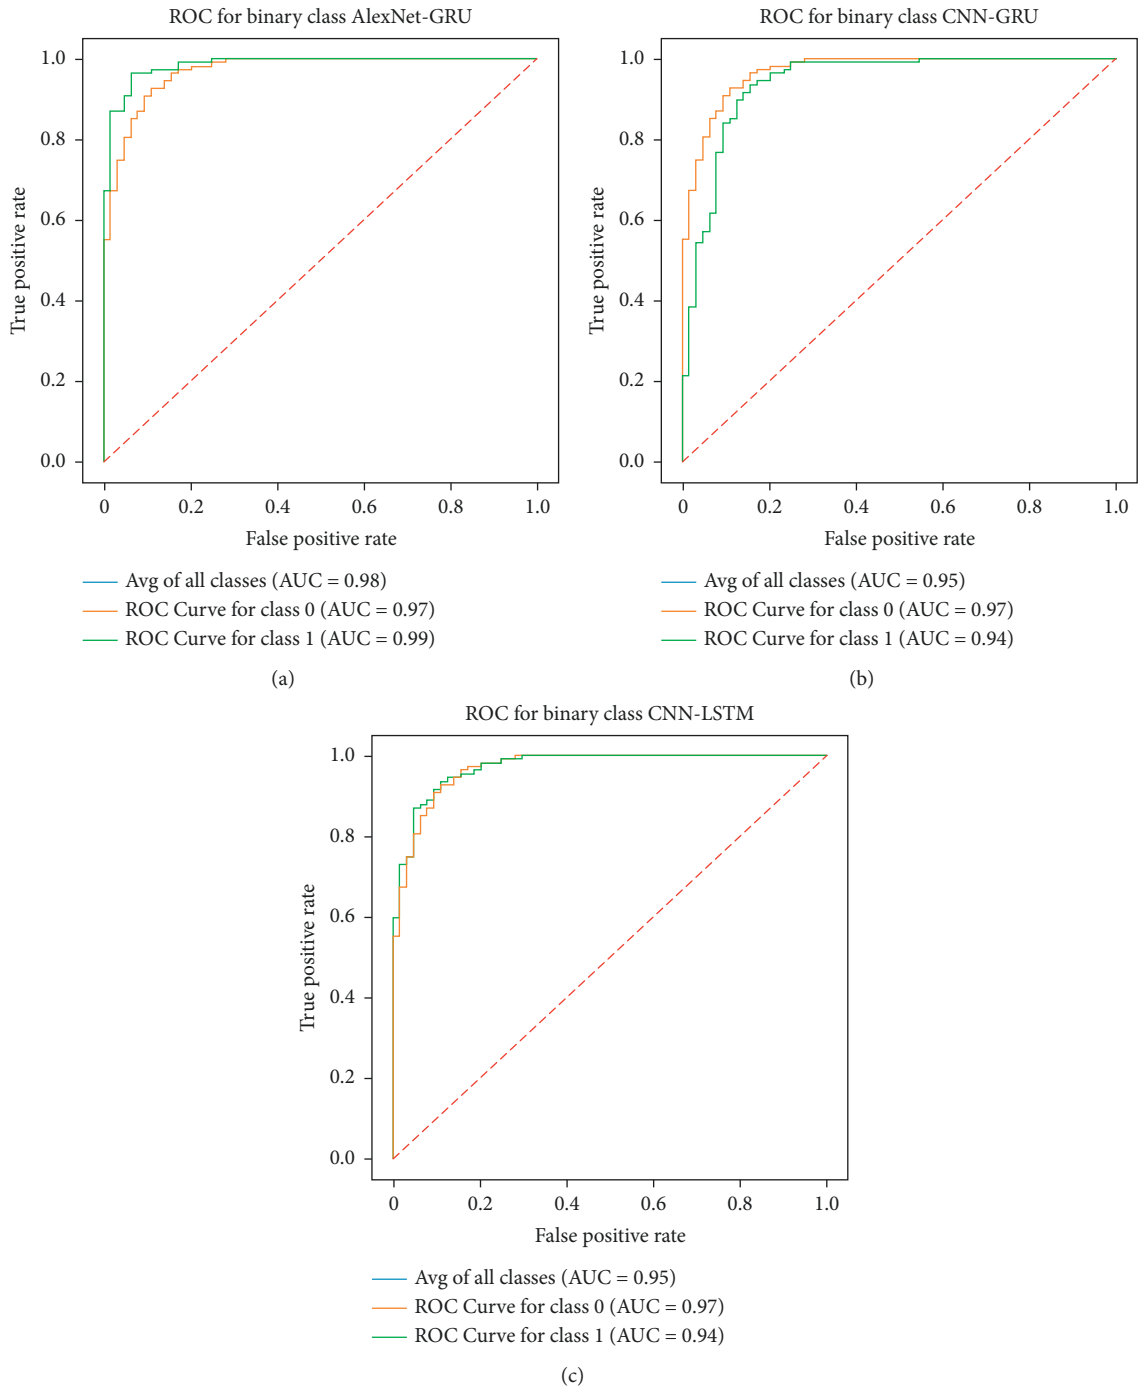 ROC for binary class AlexNet-GRU
1.0
0.8
0.6
0.4
0.2
0.0
True positive rate
0 0.2 0.4 0.6 0.8 1.0
False positive rate
Avg of all classes (AUC = 0.98)
ROC Curve for class 0 (AUC = 0.97)
ROC Curve for class 1 (AUC = 0.99)
(a)
ROC for binary class CNN-GRU
1.0
0.8
0.6
0.4
0.2
0.0
True positive rate
0 0.2 0.4 0.6 0.8 1.0
False positive rate
Avg of all classes (AUC = 0.95)
ROC Curve for class 0 (AUC = 0.97)
ROC Curve for class 1 (AUC = 0.94)
(b)
ROC for binary class CNN-LSTM
1.0
0.8
0.6
0.4
0.2
0.0
True positive rate
0 0.2 0.4 0.6 0.8 1.0
False positive rate
Avg of all classes (AUC = 0.95)
ROC Curve for class 0 (AUC = 0.97)
ROC Curve for class 1 (AUC = 0.94)
(c)